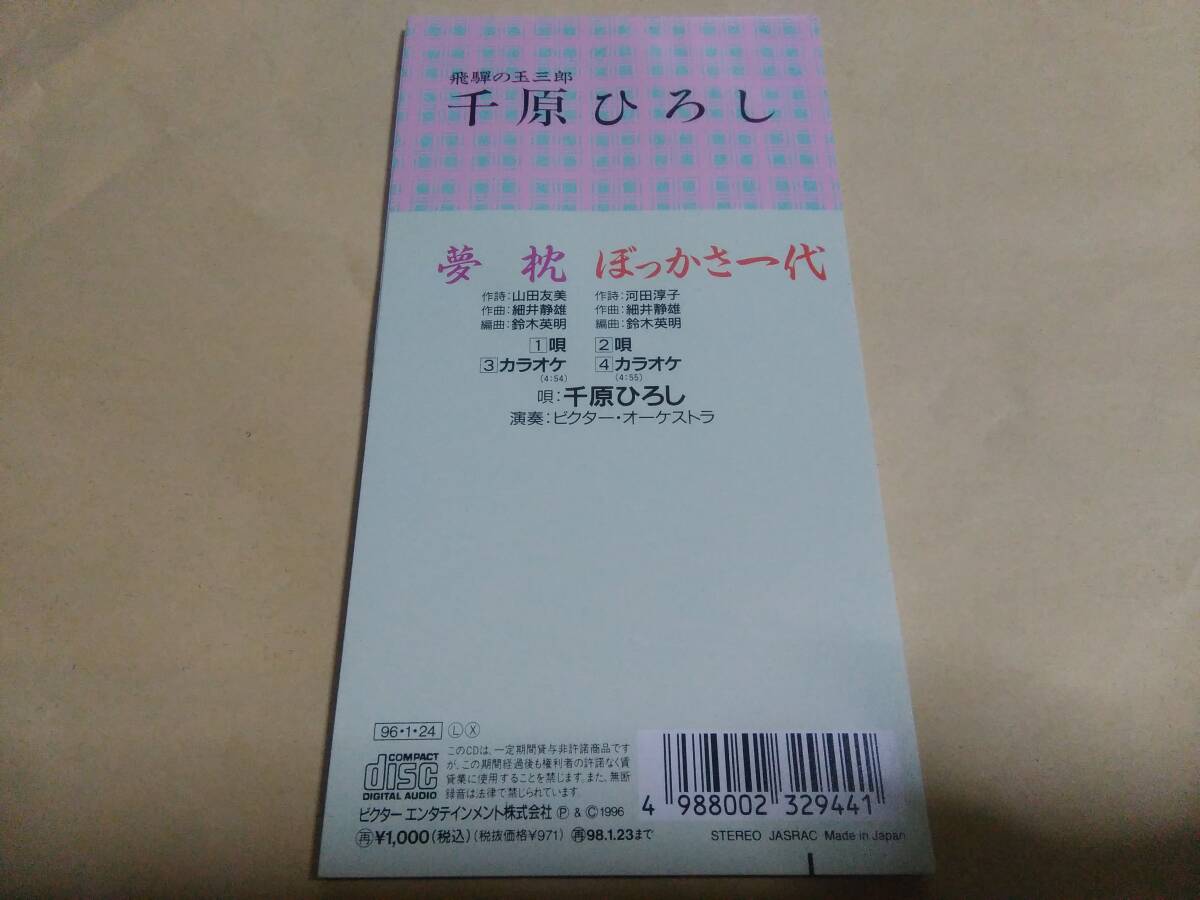 飛騨の玉三郎
千原ひろし
夢枕 ぼっかさ一代
作詩:山田友美 作詩:河田淳子
作曲:細井静雄 作曲:細井静雄
編曲:鈴木英明 編曲:鈴木英明
1唄 2唄
3カラオケ 4カラオケ
(4:54) (4:55)
唄:千原ひろし
演奏:ビクター・オーケストラ
96・1・24 Ⓛ Ⓧ
COMPACT
disc
DIGITAL AUDIO
このCDは、一定期間貸与非許諾商品です
が、この期間経過後も権利者の許諾なく賃
貸業に使用することを禁じます。また、無断
録音は法律で禁じられています。
ビクター エンタテインメント株式会社 Ⓟ & Ⓒ 1996
再¥1,000(税込)(税抜価格¥971) 再98.1.23まで
4 988002 329441
STEREO JASRAC Made in Japan